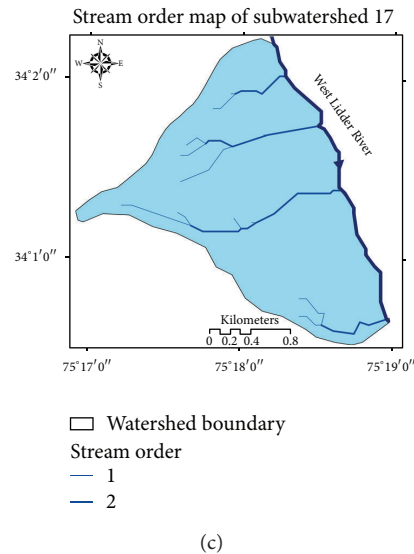 Stream order map of subwatershed 17
N
W E
S
34°2′0″
West Lidder River
34°1′0″
Kilometers
0 0.2 0.4 0.8
75°17′0″ 75°18′0″ 75°19′0″
Watershed boundary
Stream order
1
2
(c)